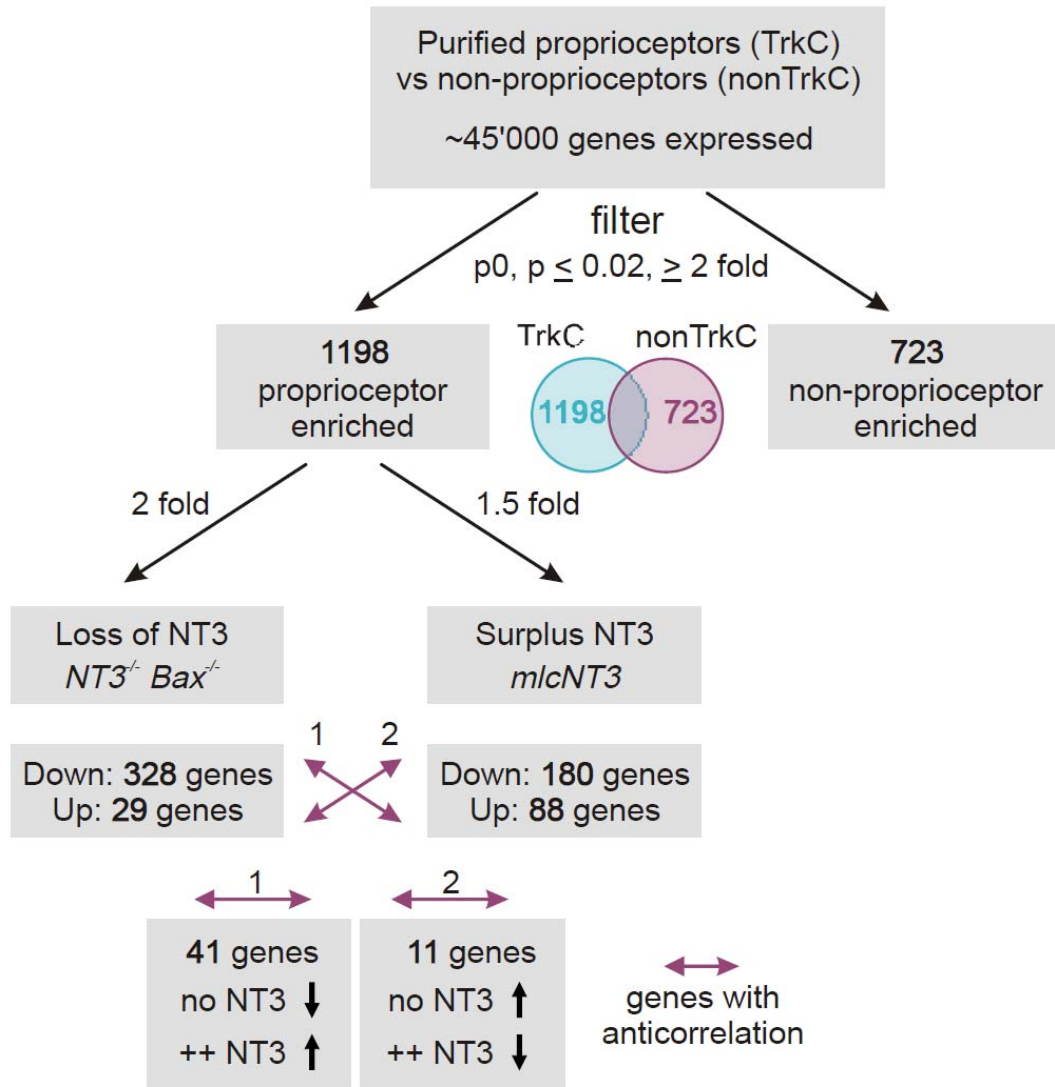 Purified proprioceptors (TrkC)
vs non-proprioceptors (nonTrkC)
~45'000 genes expressed
filter
p0, p ≤ 0.02, ≥ 2 fold
1198
proprioceptor
enriched
TrkC nonTrkC
1198 723
723
non-proprioceptor
enriched
2 fold
1.5 fold
Loss of NT3
NT3-/- Bax-/-
Surplus NT3
mlcNT3
1 2
Down: 328 genes
Up: 29 genes
Down: 180 genes
Up: 88 genes
1
2
41 genes
no NT3 ↓
++ NT3 ↑
11 genes
no NT3 ↑
++ NT3 ↓
genes with
anticorrelation